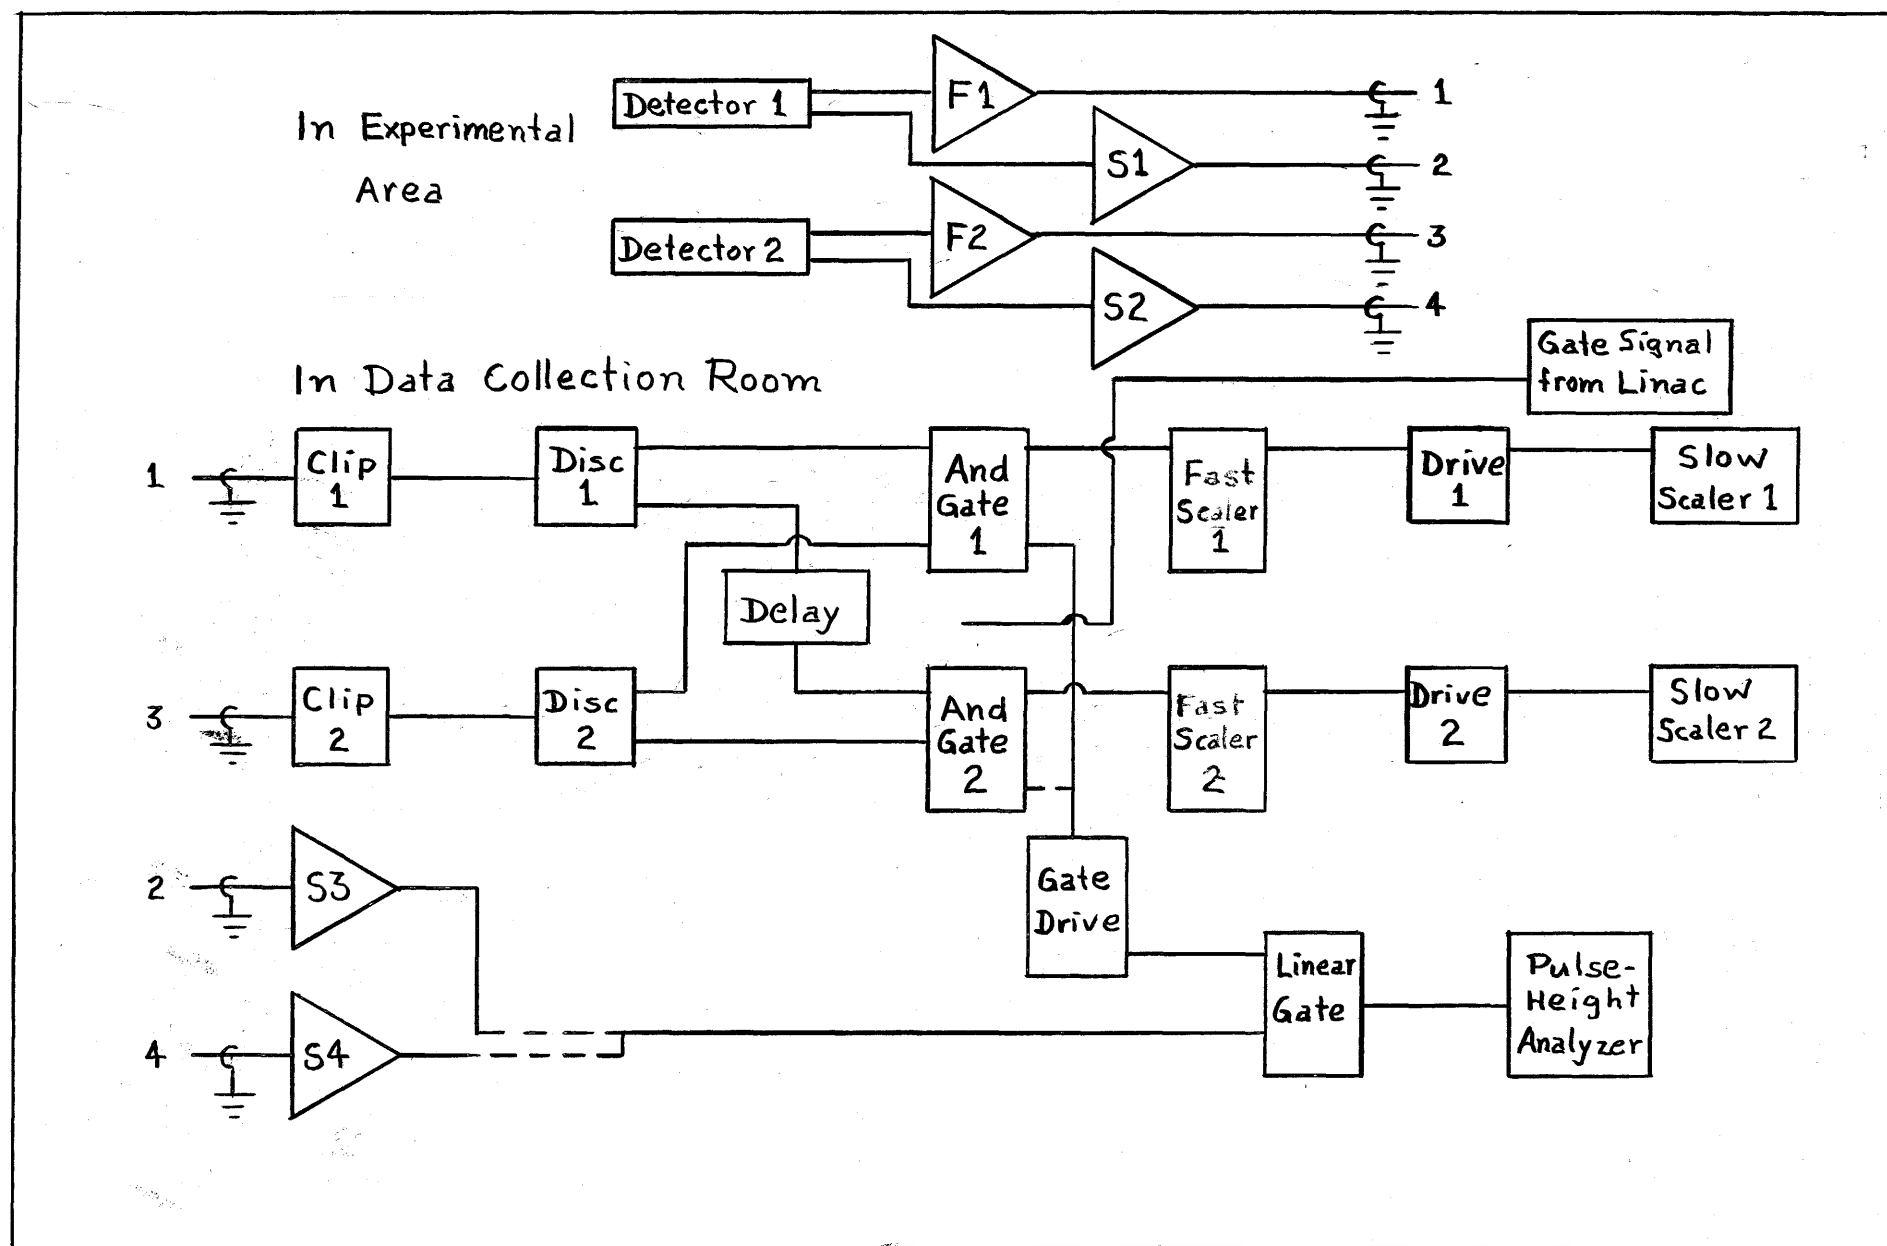 Detector 1
F1
1
In Experimental
Area
S1
2
Detector 2
F2
3
S2
4
Gate Signal
from Linac
In Data Collection Room
1
Clip
1
Disc
1
And
Gate
1
Fast
Scaler
1
Drive
1
Slow
Scaler 1
Delay
3
Clip
2
Disc
2
And
Gate
2
Fast
Scaler
2
Drive
2
Slow
Scaler 2
2
S3
Gate
Drive
4
S4
Linear
Gate
Pulse-
Height
Analyzer